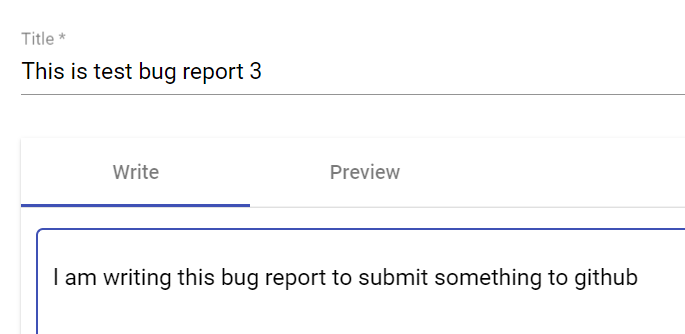 Title *
This is test bug report 3
Write Preview
I am writing this bug report to submit something to github